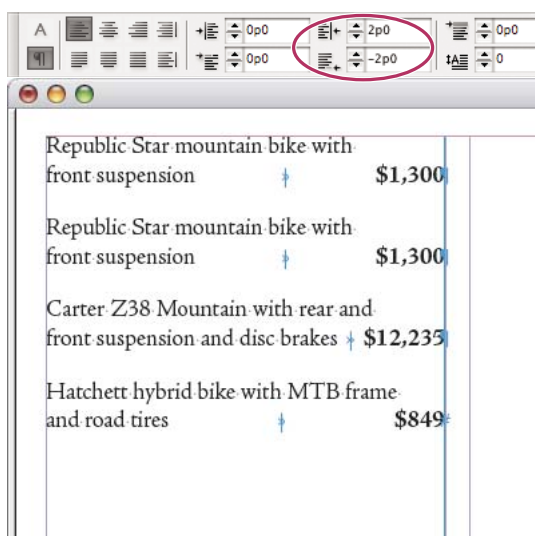 A 0p0 2p0 0p0
¶ 0p0 -2p0 0
Republic Star mountain bike with
front suspension $1,300
Republic Star mountain bike with
front suspension $1,300
Carter Z38 Mountain with rear and
front suspension and disc brakes $12,235
Hatchett hybrid bike with MTB frame
and road tires $849